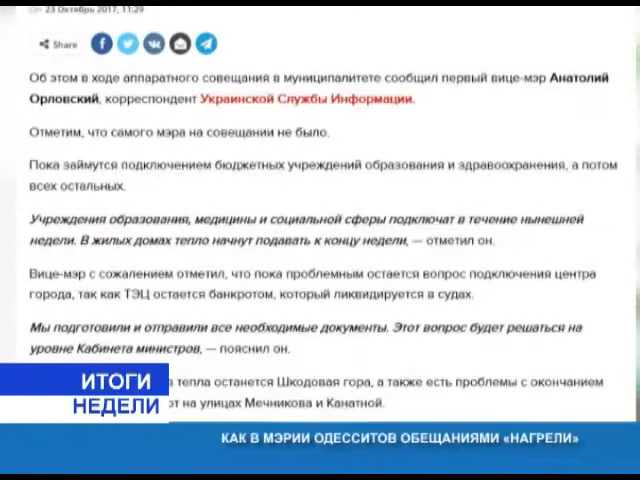 23 Октябрь 2017, 11:29
Share
Об этом в ходе аппаратного совещания в муниципалитете сообщил первый вице-мэр Анатолий
Орловский, корреспондент Украинской Службы Информации.
Отметим, что самого мэра на совещании не было.
Пока займутся подключением бюджетных учреждений образования и здравоохранения, а потом
всех остальных.
Учреждения образования, медицины и социальной сферы подключат в течение нынешней
недели. В жилых домах тепло начнут подавать к концу недели, — отметил он.
Вице-мэр с сожалением отметил, что пока проблемным остается вопрос подключения центра
города, так как ТЭЦ остается банкротом, который ликвидируется в судах.
Мы подготовили и отправили все необходимые документы. Этот вопрос будет решаться на
уровне Кабинета министров, — пояснил он.
тепла останется Шкодовая гора, а также есть проблемы с окончанием
на улицах Мечникова и Канатной.
ИТОГИ
НЕДЕЛИ
КАК В МЭРИИ ОДЕССИТОВ ОБЕЩАНИЯМИ «НАГРЕЛИ»